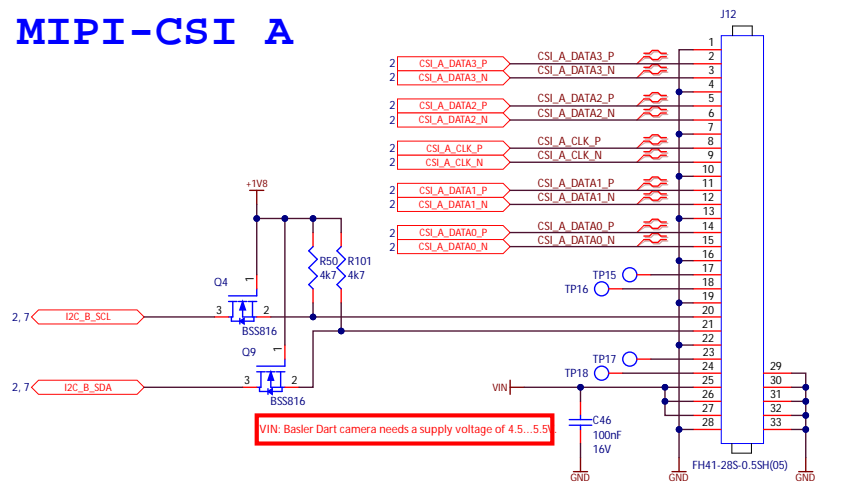 MIPI-CSI A
J12
2 CSI_A_DATA3_P CSI_A_DATA3_P
2 CSI_A_DATA3_N CSI_A_DATA3_N
2 CSI_A_DATA2_P CSI_A_DATA2_P
2 CSI_A_DATA2_N CSI_A_DATA2_N
2 CSI_A_CLK_P CSI_A_CLK_P
2 CSI_A_CLK_N CSI_A_CLK_N
2 CSI_A_DATA1_P CSI_A_DATA1_P
2 CSI_A_DATA1_N CSI_A_DATA1_N
2 CSI_A_DATA0_P CSI_A_DATA0_P
2 CSI_A_DATA0_N CSI_A_DATA0_N
1
2
3
4
5
6
7
8
9
10
11
12
13
14
15
16
17
18
19
20
21
22
23
24
25
26
27
28
29
30
31
32
33
TP15
TP16
TP17
TP18
+1V8
R50 R101
4k7 4k7
Q4
1
3 2
BSS816
2, 7 I2C_B_SCL
Q9
1
3 2
BSS816
2, 7 I2C_B_SDA
VIN
VIN: Basler Dart camera needs a supply voltage of 4.5...5.5V.
C46
100nF
16V
GND
GND
GND
FH41-28S-0.5SH(05)